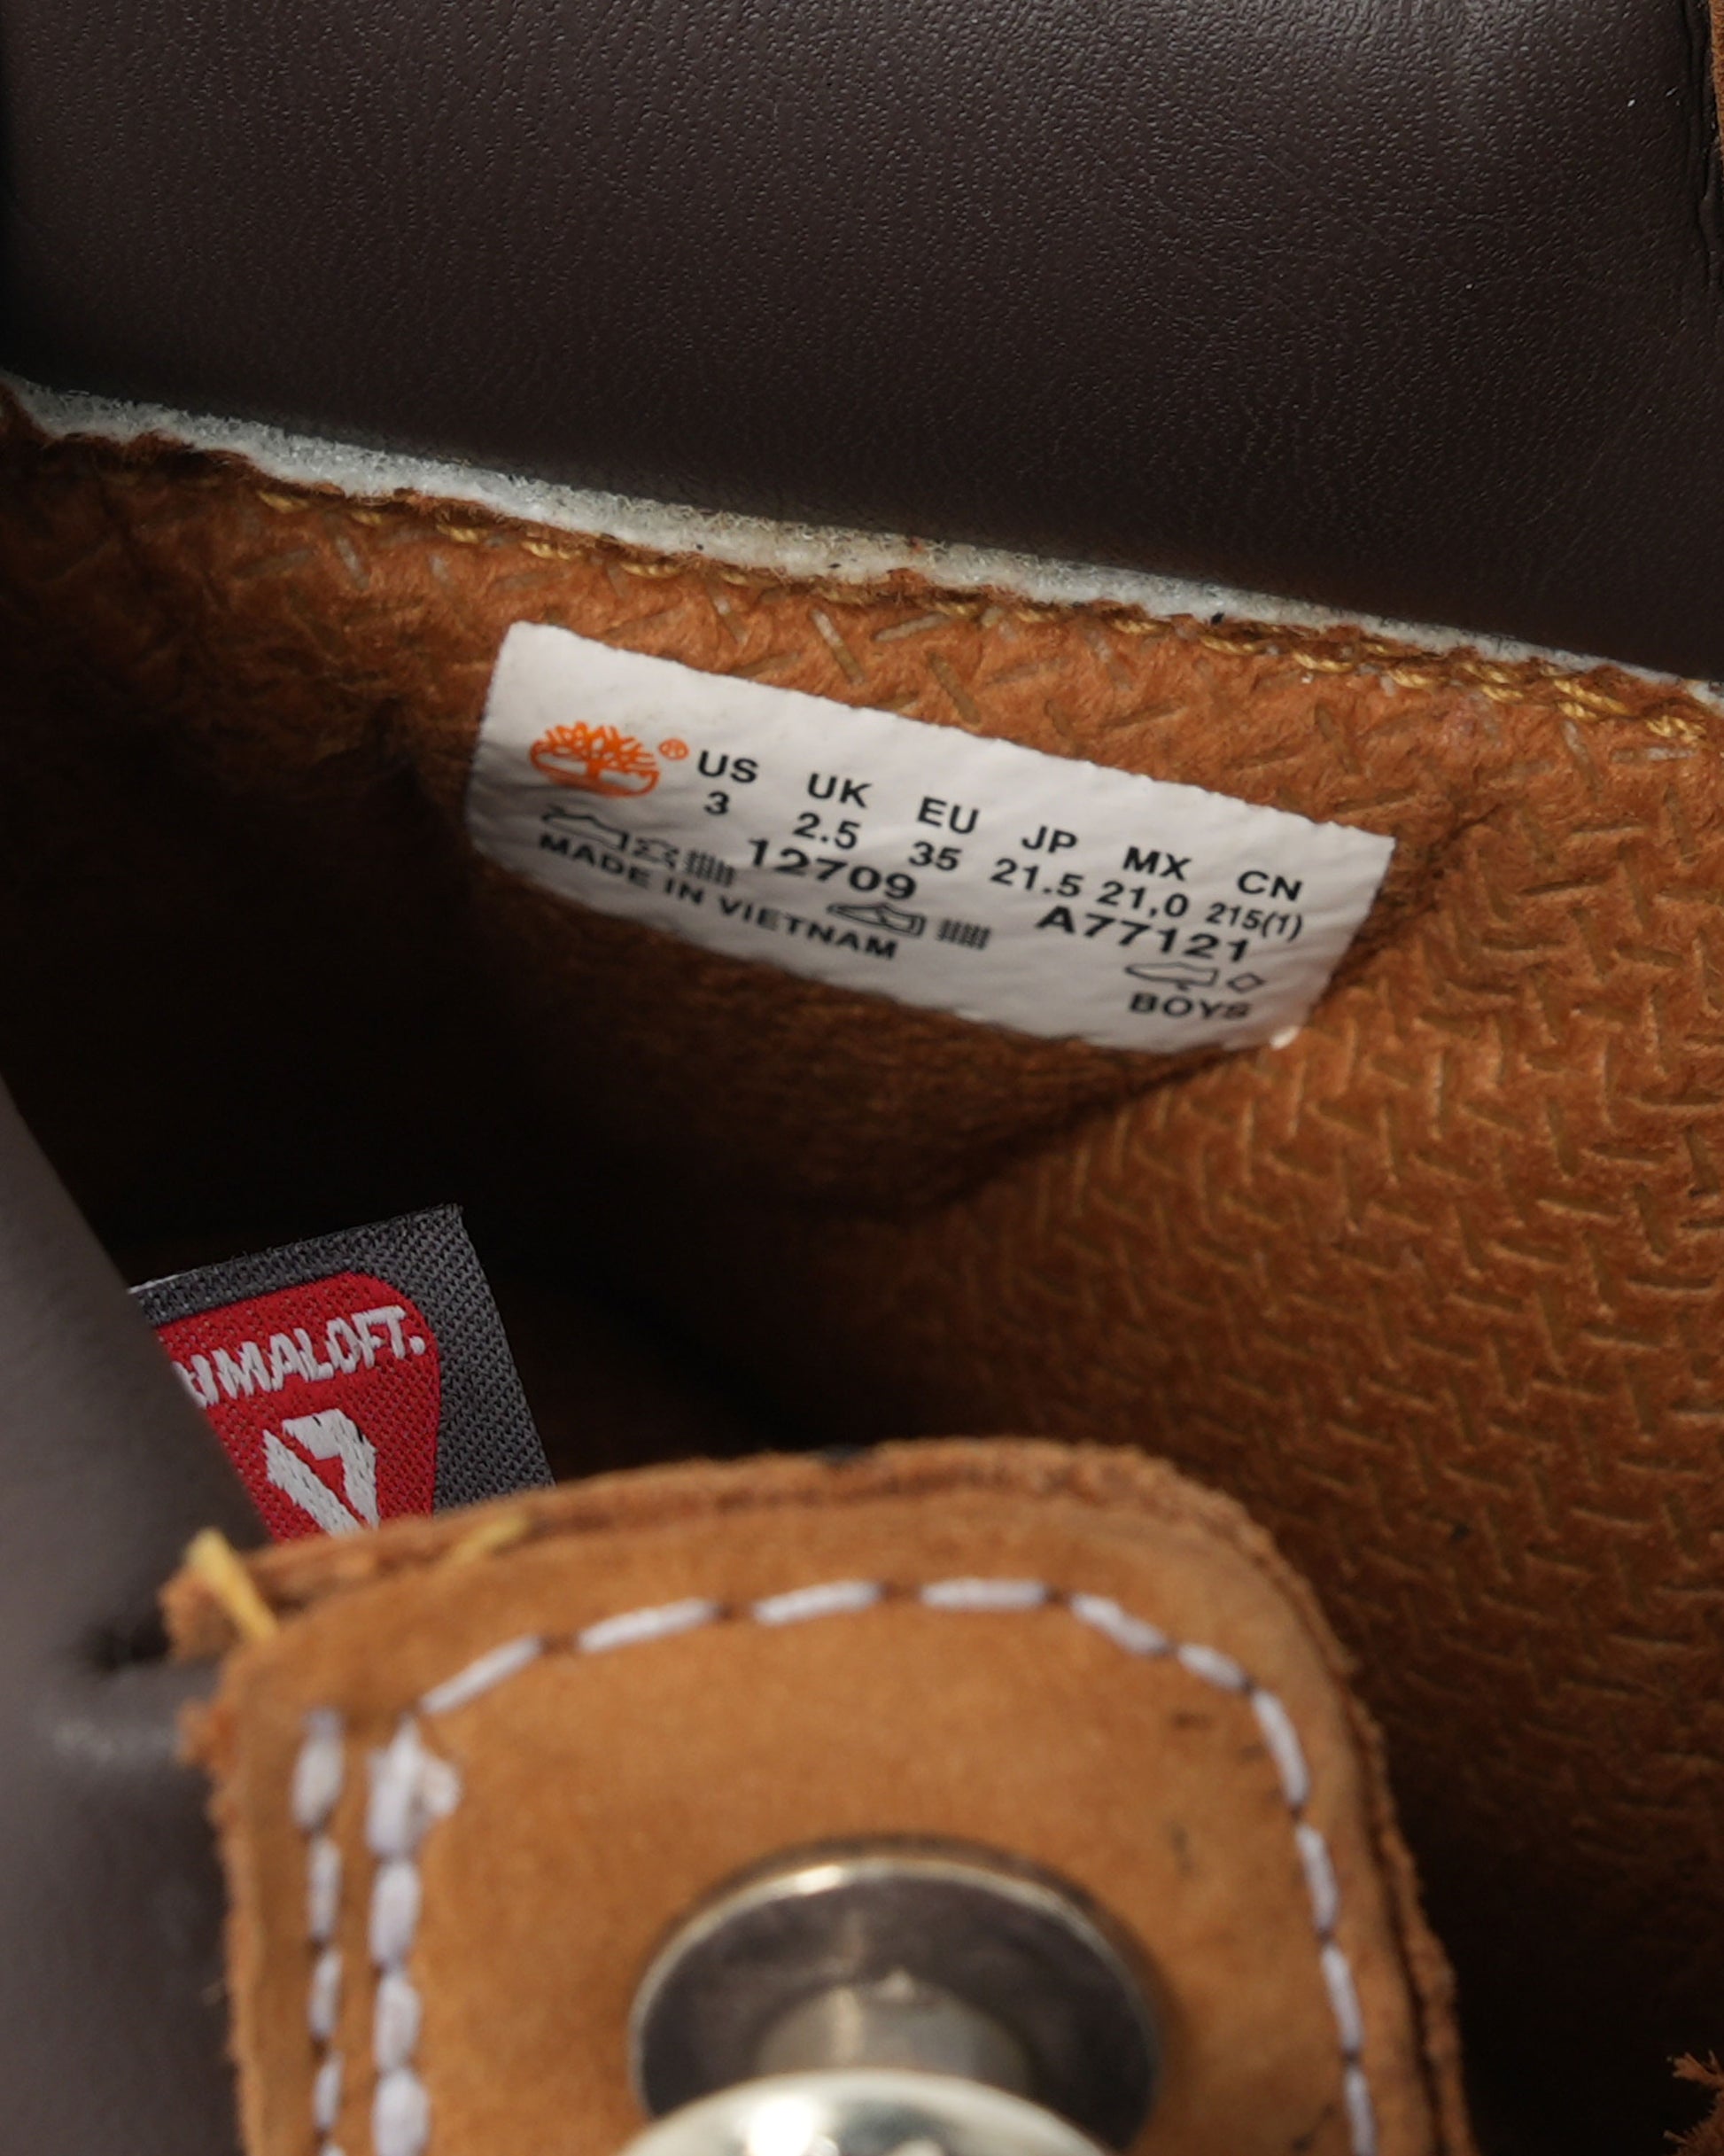 ® US UK EU JP MX CN
3 2.5 35 21.5 21,0 215(1)
12709 A77121
MADE IN VIETNAM
BOYS
IMALOFT.